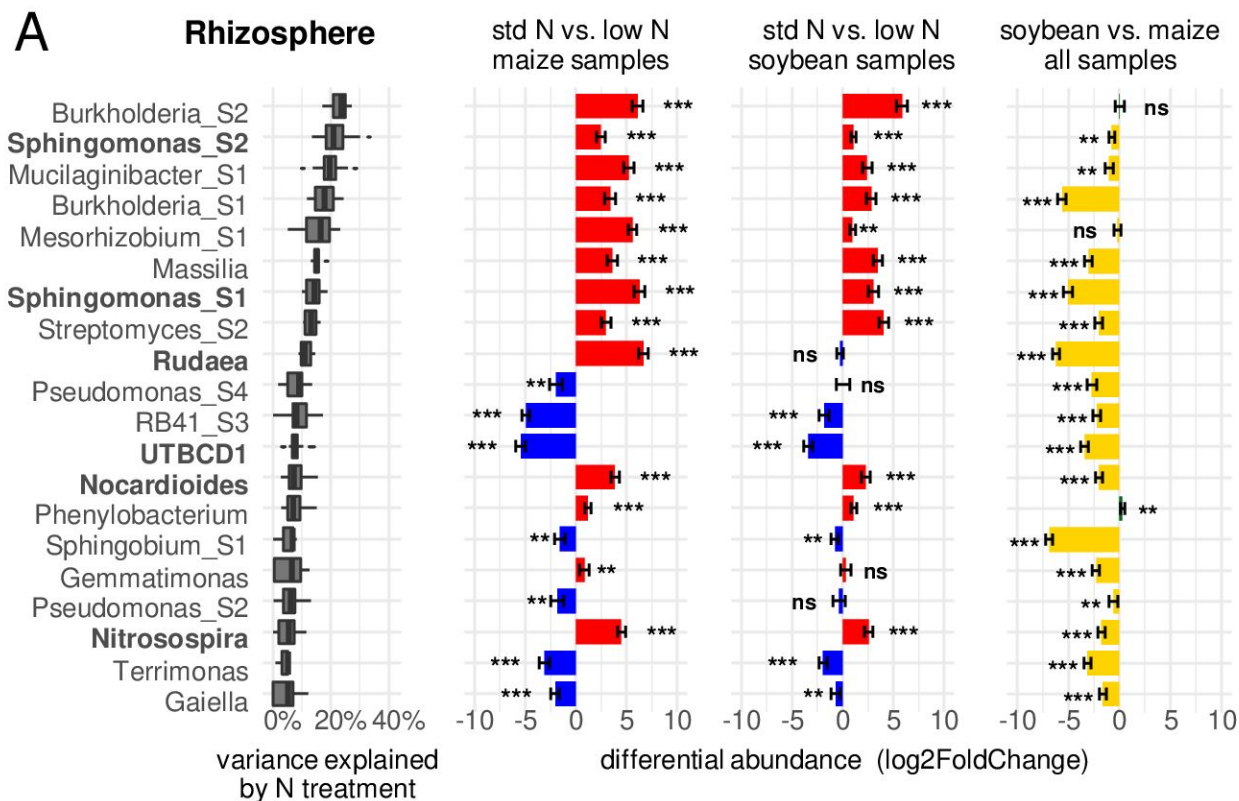 A
Rhizosphere
std N vs. low N
maize samples
std N vs. low N
soybean samples
soybean vs. maize
all samples
Burkholderia_S2 *** *** ns
Sphingomonas_S2 *** *** **
Mucilaginibacter_S1 *** *** **
Burkholderia_S1 *** *** ***
Mesorhizobium_S1 *** ** ns
Massilia *** *** ***
Sphingomonas_S1 *** *** ***
Streptomyces_S2 *** *** ***
Rudaea *** ns ***
Pseudomonas_S4 ** ns ***
RB41_S3 *** *** ***
UTBCD1 *** *** ***
Nocardioides *** *** ***
Phenylobacterium *** *** **
Sphingobium_S1 ** ** ***
Gemmatimonas ** ns ***
Pseudomonas_S2 ** ns **
Nitrosospira *** *** ***
Terrimonas *** *** ***
Gaiella *** ** ***
0% 20% 40% -10 -5 0 5 10 -10 -5 0 5 10 -10 -5 0 5 10
variance explained
by N treatment
differential abundance (log2FoldChange)